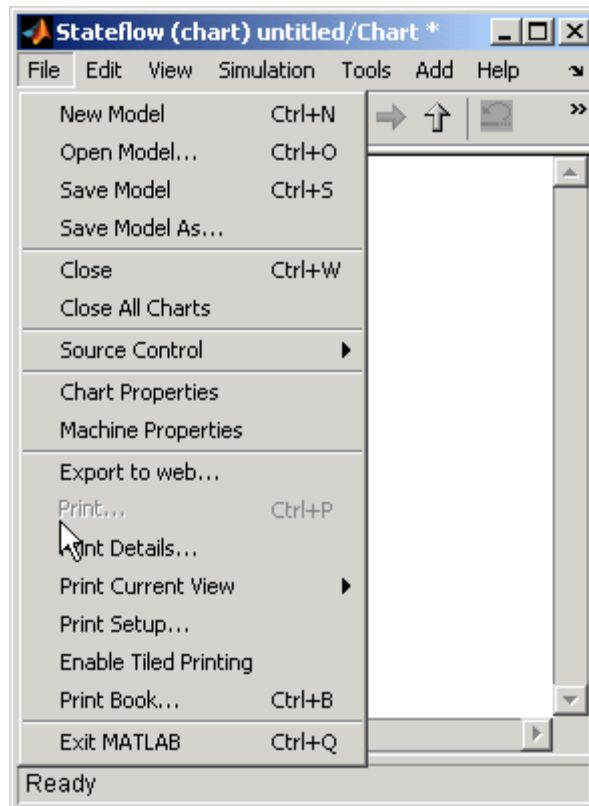 Stateflow (chart) untitled/Chart *
File Edit View Simulation Tools Add Help
New Model Ctrl+N
Open Model... Ctrl+O
Save Model Ctrl+S
Save Model As...
Close Ctrl+W
Close All Charts
Source Control
Chart Properties
Machine Properties
Export to web...
Print... Ctrl+P
Print Details...
Print Current View
Print Setup...
Enable Tiled Printing
Print Book... Ctrl+B
Exit MATLAB Ctrl+Q
Ready